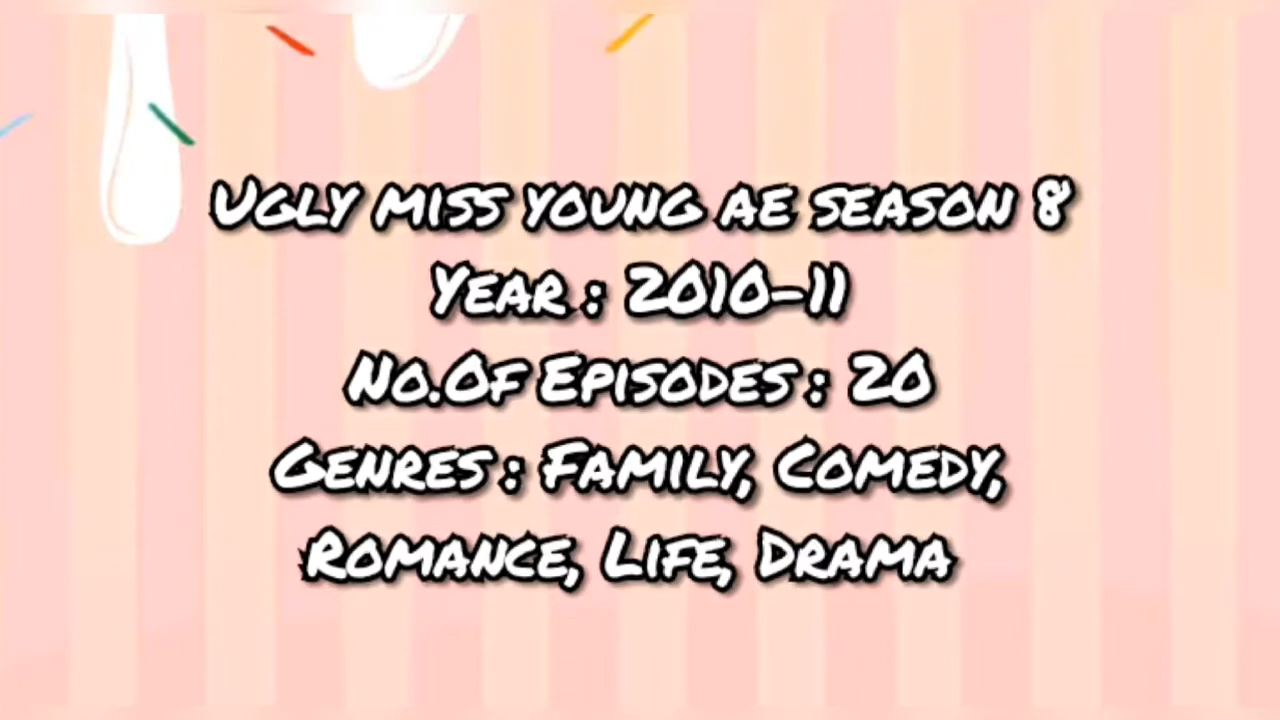 Ugly miss young ae season 8
Year : 2010-11
No.Of Episodes : 20
Genres : Family, Comedy,
Romance, Life, Drama